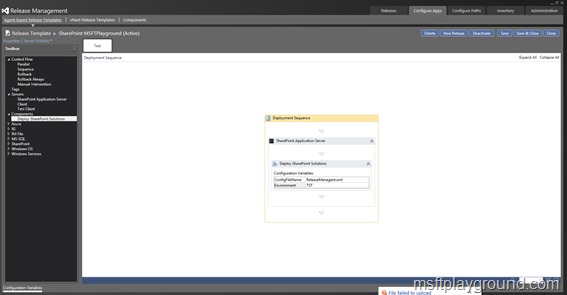 Release Management
Releases
Configure Apps
Configure Paths
Inventory
Administration
Agent-based Release Templates
vNext Release Templates
Components
Release Template ▸ SharePoint MSFTPlayground (Active)
Delete
New Release
Deactivate
Save
Save & Close
Close
Properties
Server Visibility
Toolbox
Test
Control Flow
Parallel
Sequence
Rollback
Rollback Always
Manual Intervention
Tags
Servers
SharePoint Application Server
Client
Test Client
Components
Deploy SharePoint Solutions
Azure
IIS
INI File
MS-SQL
SharePoint
Windows OS
Windows Services
Deployment Sequence
Expand All
Collapse All
Deployment Sequence
SharePoint Application Server
Deploy SharePoint Solutions
Configuration Variables:
ConfigFileName
ReleaseManagent.xml
Environment
TST
Configuration Variables
File failed to upload
msftplayground.com